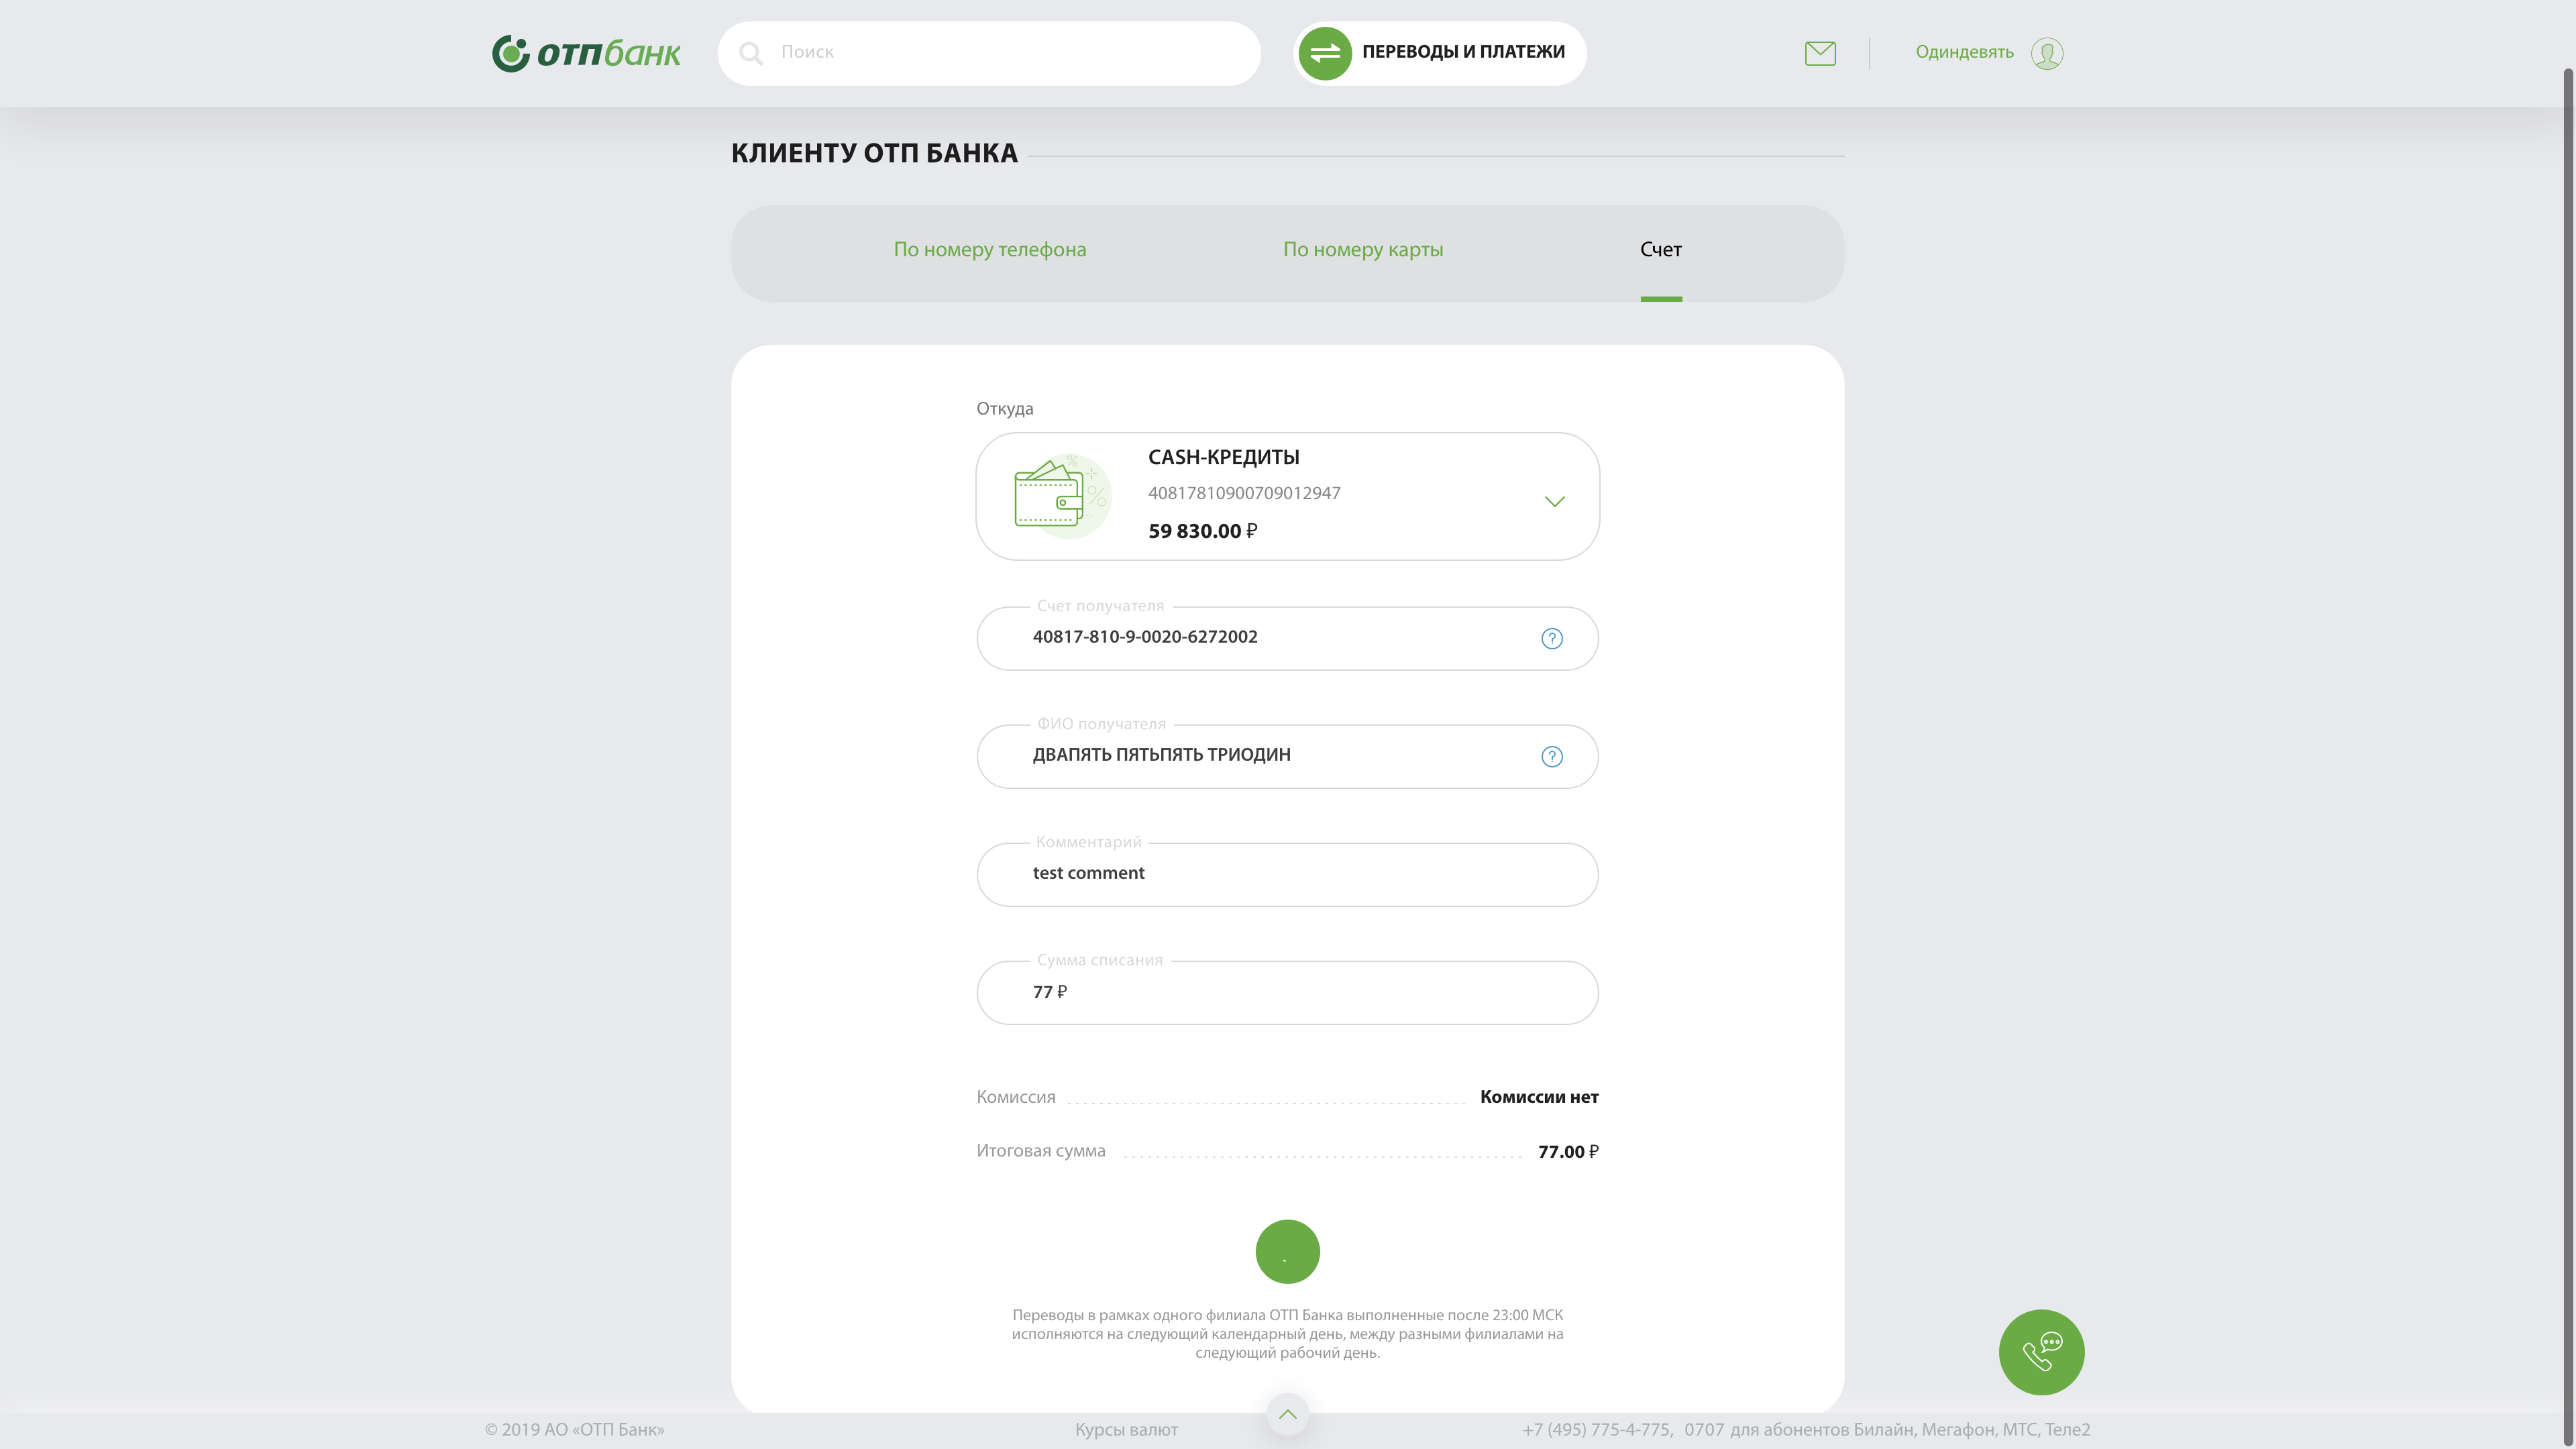 отпбанк
Поиск
ПЕРЕВОДЫ И ПЛАТЕЖИ
Одиндевять
КЛИЕНТУ ОТП БАНКА
По номеру телефона
По номеру карты
Счет
Откуда
CASH-КРЕДИТЫ
40817810900709012947
59 830.00 ₽
Счет получателя
40817-810-9-0020-6272002
ФИО получателя
ДВАПЯТЬ ПЯТЬПЯТЬ ТРИОДИН
Комментарий
test comment
Сумма списания
77 ₽
Комиссия
Комиссии нет
Итоговая сумма
77.00 ₽
Переводы в рамках одного филиала ОТП Банка выполненные после 23:00 МСК
исполняются на следующий календарный день, между разными филиалами на
следующий рабочий день.
© 2019 АО «ОТП Банк»
Курсы валют
+7 (495) 775-4-775, 0707 для абонентов Билайн, Мегафон, МТС, Теле2